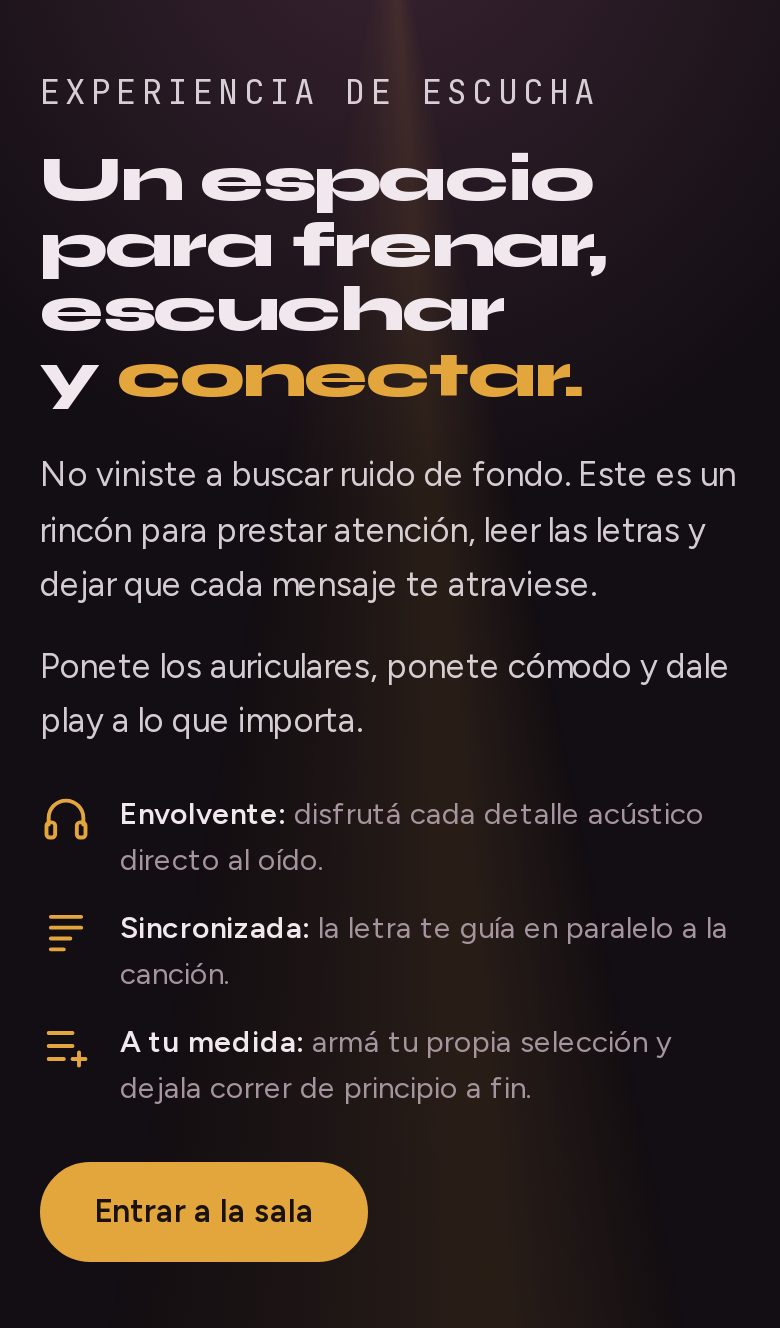 EXPERIENCIA DE ESCUCHA
Un espacio
para frenar,
escuchar
y conectar.
No viniste a buscar ruido de fondo. Este es un
rincón para prestar atención, leer las letras y
dejar que cada mensaje te atraviese.
Ponete los auriculares, ponete cómodo y dale
play a lo que importa.
Envolvente: disfrutá cada detalle acústico
directo al oído.
Sincronizada: la letra te guía en paralelo a la
canción.
A tu medida: armá tu propia selección y
dejala correr de principio a fin.
Entrar a la sala